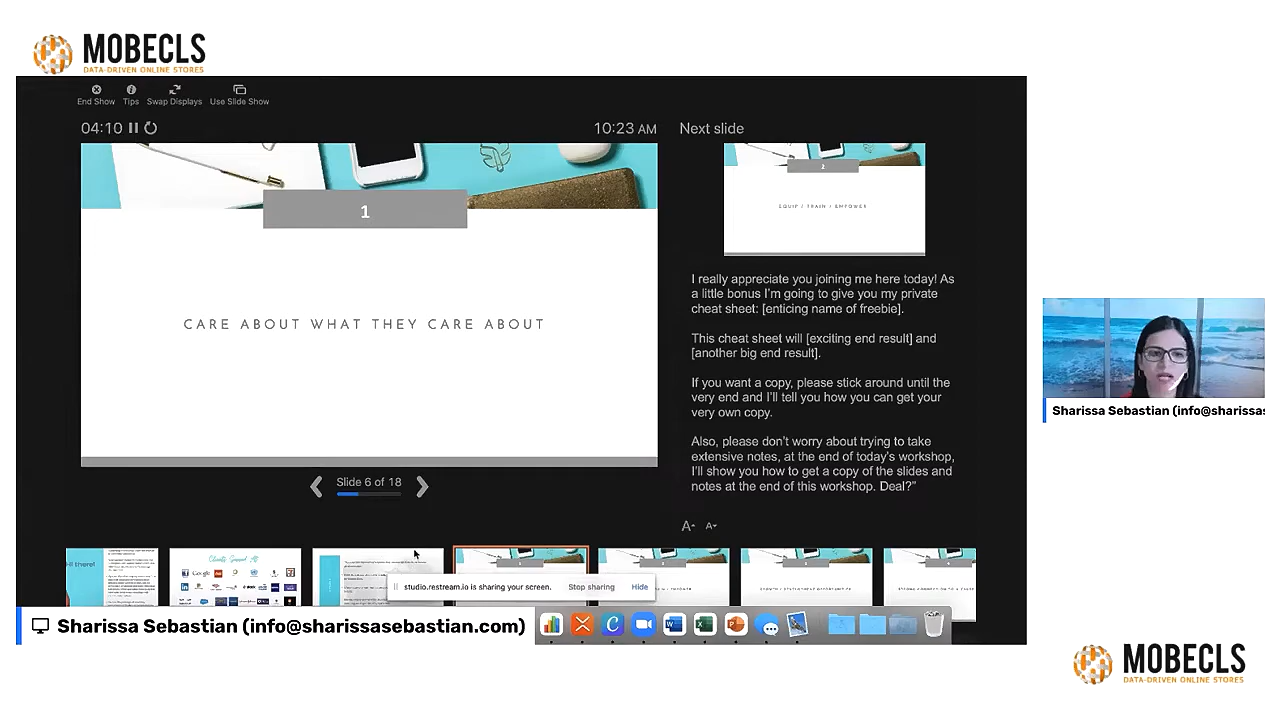 MOBECLS
DATA-DRIVEN ONLINE STORES
End Show Tips Swap Displays Use Slide Show
04:10
10:23 AM
Next slide
1
CARE ABOUT WHAT THEY CARE ABOUT
Slide 6 of 18
2
EQUIP / TRAIN / EMPOWER
I really appreciate you joining me here today! As
a little bonus I'm going to give you my private
cheat sheet: [enticing name of freebie].
This cheat sheet will [exciting end result] and
[another big end result].
If you want a copy, please stick around until the
very end and I'll tell you how you can get your
very own copy.
Also, please don't worry about trying to take
extensive notes, at the end of today's workshop,
I'll show you how to get a copy of the slides and
notes at the end of this workshop. Deal?"
A A
Hi there!
Google
studio.restream.io is sharing your screen.
Stop sharing
Hide
Sharissa Sebastian (info@sharissasebastian.com)
Sharissa Sebastian (info@sharissas
MOBECLS
DATA-DRIVEN ONLINE STORES